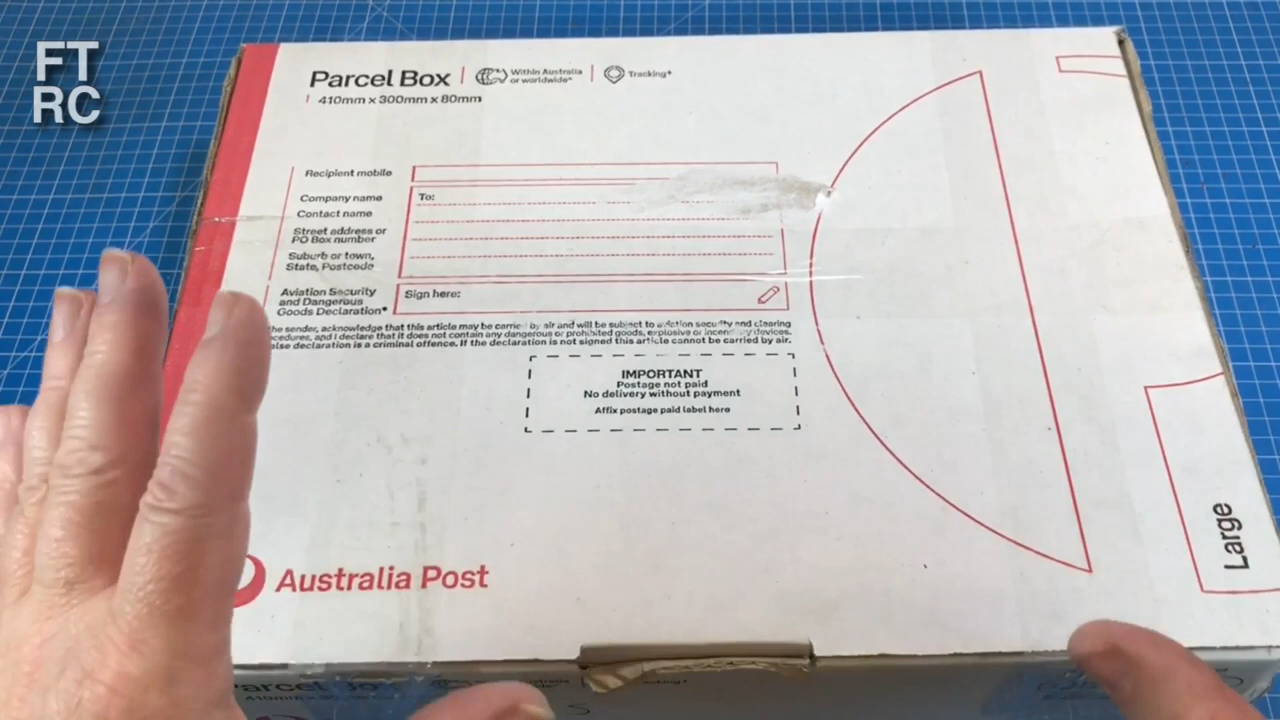 FT
RC
Parcel Box
Within Australia
or worldwide*
Tracking+
410mm x 300mm x 80mm
Recipient mobile
Company name
To:
Contact name
Street address or
PO Box number
Suburb or town,
State, Postcode
Aviation Security
and Dangerous
Goods Declaration*
Sign here:
the sender, acknowledge that this article may be carried by air and will be subject to aviation security and clearing
and I declare that it does not contain any dangerous or prohibited goods, explosive or devices.
declaration is a criminal offence. If the declaration is not signed this article cannot be carried by air.
IMPORTANT
Postage not paid
No delivery without payment
Affix postage paid label here
Large
Australia Post